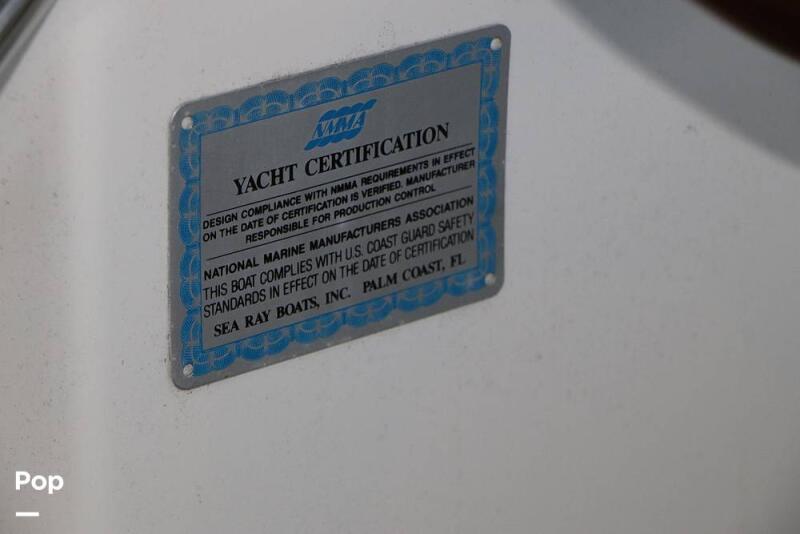 NMMA
YACHT CERTIFICATION
DESIGN COMPLIANCE WITH NMMA REQUIREMENTS IN EFFECT
ON THE DATE OF CERTIFICATION IS VERIFIED. MANUFACTURER
RESPONSIBLE FOR PRODUCTION CONTROL
NATIONAL MARINE MANUFACTURERS ASSOCIATION
THIS BOAT COMPLIES WITH U.S. COAST GUARD SAFETY
STANDARDS IN EFFECT ON THE DATE OF CERTIFICATION
SEA RAY BOATS, INC. PALM COAST, FL
Pop